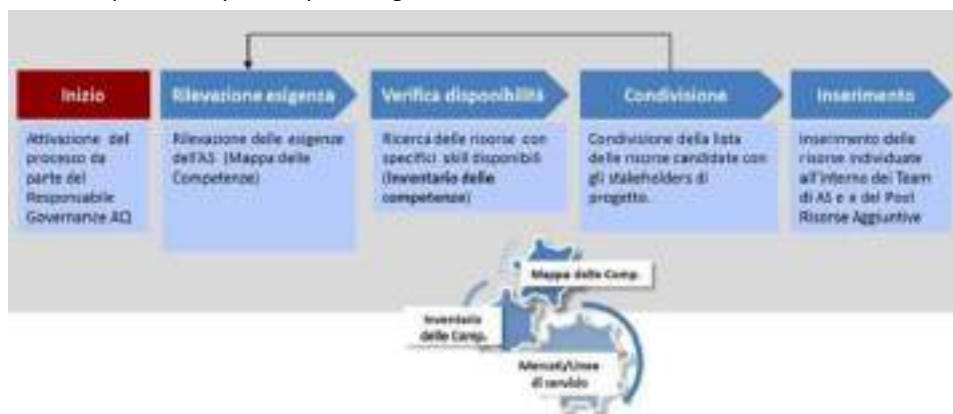 Inizio
Rilevazione esigenza
Verifica disponibilità
Condivisione
Inserimento
Attivazione del
processo da
parte del
Responsabile
Governance AQ
Rilevazione delle esigenze
dell'AS (Mappa delle
Competenze)
Ricerca delle risorse con
specifici skill disponibili
(Inventario delle
competenze)
Condivisione della lista
delle risorse candidate con
gli stakeholders di
progetto.
Inserimento delle
risorse individuate
all'interno dei Team
di AS e e del Pool
Risorse Aggiuntive
Mappa delle Comp.
Inventario
delle Comp.
Mercati/Linee
di servizio